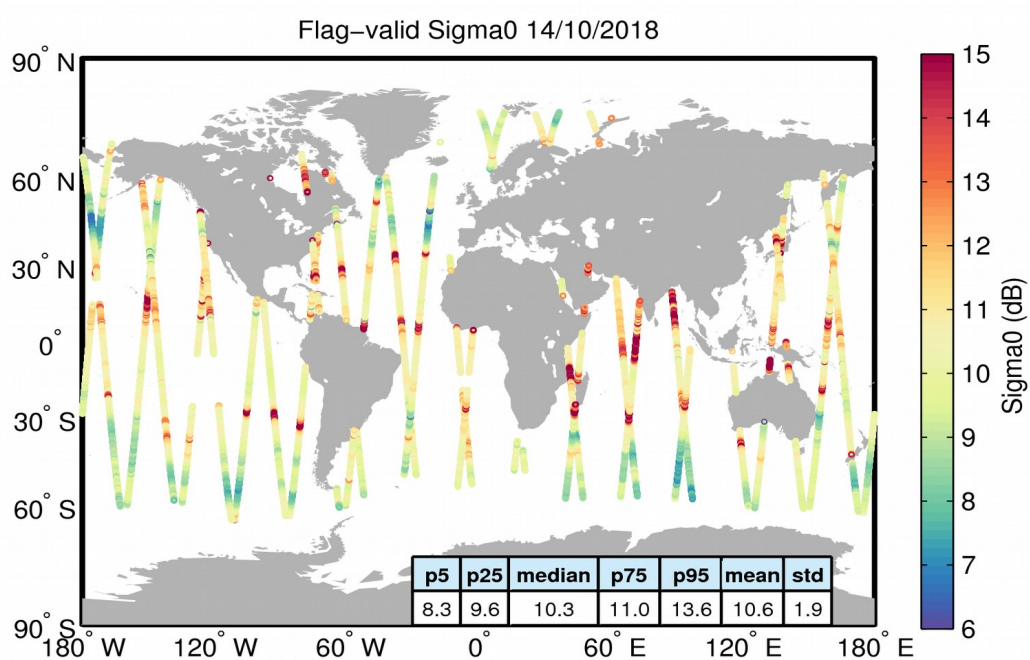 Flag−valid Sigma0 14/10/2018
90° N
60° N
30° N
0°
30° S
60° S
90° S
180° W 120° W 60° W 0° 60° E 120° E 180° E
p5 p25 median p75 p95 mean std
8.3 9.6 10.3 11.0 13.6 10.6 1.9
15
14
13
12
11
10
9
8
7
6
Sigma0 (dB)